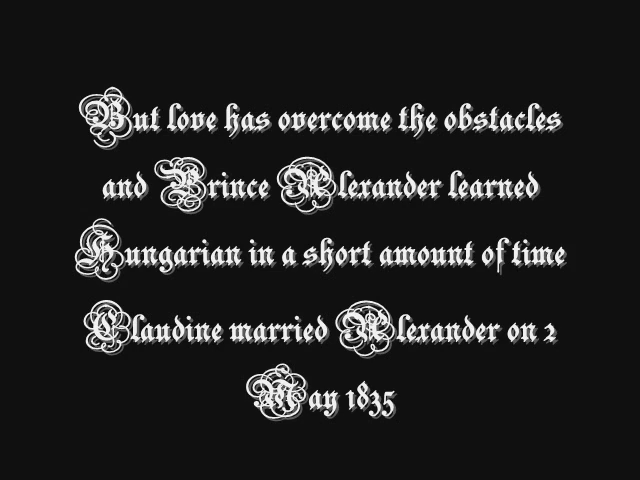 But love has overcome the obstacles
and Prince Alexander learned
Hungarian in a short amount of time
Claudine married Alexander on 2
May 1835